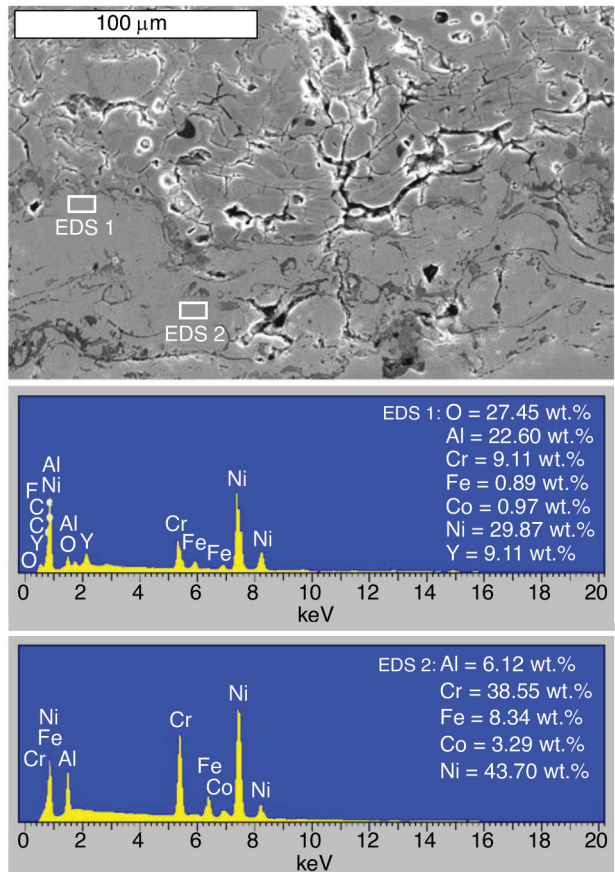 100 µm
EDS 1
EDS 2
EDS 1: O = 27.45 wt.%
Al = 22.60 wt.%
Cr = 9.11 wt.%
Fe = 0.89 wt.%
Co = 0.97 wt.%
Ni = 29.87 wt.%
Y = 9.11 wt.%
Al
F Ni
C
C Al
Y O Y
O
Cr
Fe
Fe
Ni
Ni
0 2 4 6 8 10 12 14 16 18 20
keV
EDS 2: Al = 6.12 wt.%
Cr = 38.55 wt.%
Fe = 8.34 wt.%
Co = 3.29 wt.%
Ni = 43.70 wt.%
Ni
Fe
Cr Al
Cr
Fe
Co
Ni
Ni
0 2 4 6 8 10 12 14 16 18 20
keV